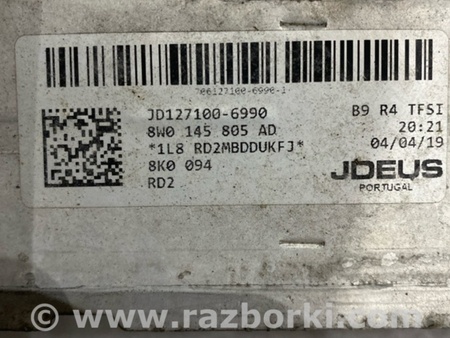 706127100-6990-1
JD127100-6990 B9 R4 TFSI
8W0 145 805 AD 20:21
*1L8 RD2MBDDUKFJ* 04/04/19
8K0 094 JDEUS
RD2 PORTUGAL
www.razborki.com